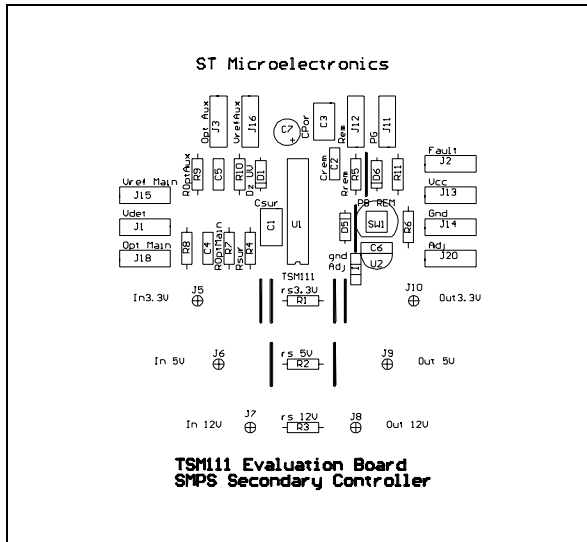 ST Microelectronics
Opt Aux
J3
VrefAux
J16
C7
+
CPor
C3
Rem
J12
PG
J11
Fault
J2
ROptAux
R9
C5
R10
Dz UV
D1
Crem
C2
Rrem
R5
D6
R11
Vcc
J13
Vref Main
J15
Csur
C1
U1
PB REM
SW1
D5
R6
Gnd
J14
Vdet
J1
Opt Main
J18
R8
C4
ROptMain
R7
Rsur
R4
C6
U2
gnd
Adj
Adj
J20
TSM111
In3.3V
J5
rs3.3V
R1
J10
Out3.3V
In 5V
J6
rs 5V
R2
J9
Out 5V
In 12V
J7
rs 12V
R3
J8
Out 12V
TSM111 Evaluation Board
SMPS Secondary Controller